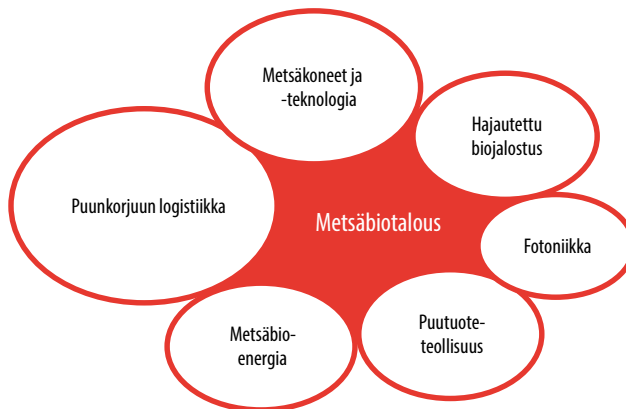 Metsäkoneet ja
-teknologia
Hajautettu
biojalostus
Puunkorjuun logistiikka
Metsäbiotalous
Fotoniikka
Metsäbio-
energia
Puutuote-
teollisuus